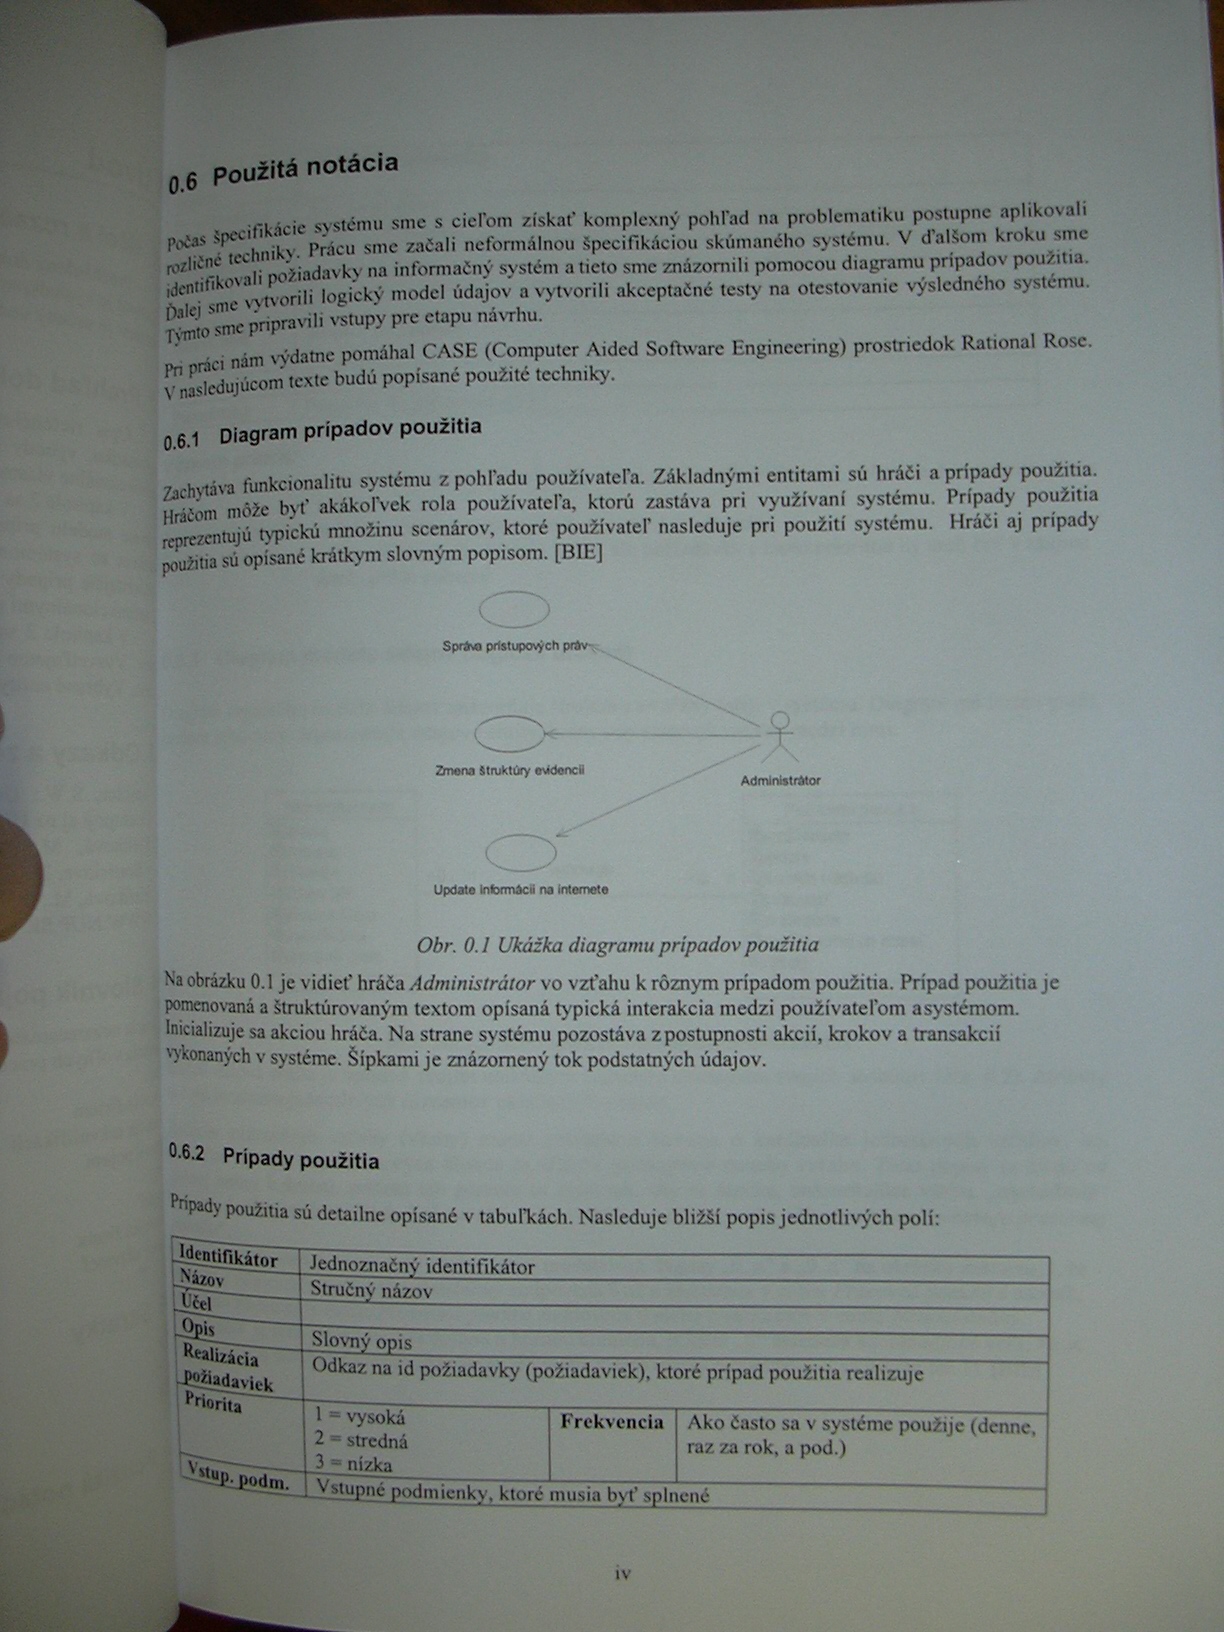 0.6 Použitá notácia
Počas špecifikácie systému sme s cieľom získať komplexný pohľad na problematiku postupne aplikovali
rozličné techniky. Prácu sme začali neformálnou špecifikáciou skúmaného systému. V ďalšom kroku sme
identifikovali požiadavky na informačný systém a tieto sme znázornili pomocou diagramu prípadov použitia.
Ďalej sme vytvorili logický model údajov a vytvorili akceptačné testy na otestovanie výsledného systému.
Týmto sme pripravili vstupy pre etapu návrhu.
Pri práci nám výdatne pomáhal CASE (Computer Aided Software Engineering) prostriedok Rational Rose.
V nasledujúcom texte budú popísané použité techniky.
0.6.1 Diagram prípadov použitia
Zachytáva funkcionalitu systému z pohľadu používateľa. Základnými entitami sú hráči a prípady použitia.
Hráčom môže byť akákoľvek rola používateľa, ktorú zastáva pri využívaní systému. Prípady použitia
reprezentujú typickú množinu scenárov, ktoré používateľ nasleduje pri použití systému. Hráči aj prípady
použitia sú opísané krátkym slovným popisom. [BIE]
Správa prístupových práv
Zmena štruktúry evidencii
Administrátor
Update informácii na internete
Obr. 0.1 Ukážka diagramu prípadov použitia
Na obrázku 0.1 je vidieť hráča Administrátor vo vzťahu k rôznym prípadom použitia. Prípad použitia je
pomenovaná a štruktúrovaným textom opísaná typická interakcia medzi používateľom a systémom.
Inicializuje sa akciou hráča. Na strane systému pozostáva z postupnosti akcií, krokov a transakcií
vykonaných v systéme. Šípkami je znázornený tok podstatných údajov.
0.6.2 Prípady použitia
Prípady použitia sú detailne opísané v tabuľkách. Nasleduje bližší popis jednotlivých polí:
Identifikátor Jednoznačný identifikátor
Názov Stručný názov
Účel
Opis Slovný opis
Realizácia Odkaz na id požiadavky (požiadaviek), ktoré prípad použitia realizuje
požiadaviek
Priorita 1 = vysoká Frekvencia Ako často sa v systéme použije (denne,
2 = stredná raz za rok, a pod.)
3 = nízka
Vstup. podm. Vstupné podmienky, ktoré musia byť splnené
iv